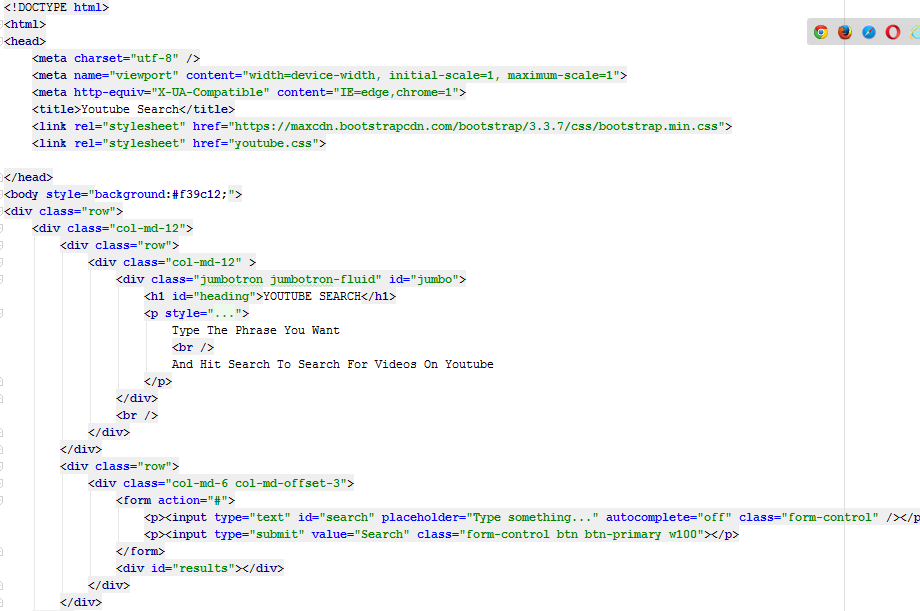 <!DOCTYPE html>
<html>
<head>
    <meta charset="utf-8" />
    <meta name="viewport" content="width=device-width, initial-scale=1, maximum-scale=1">
    <meta http-equiv="X-UA-Compatible" content="IE=edge,chrome=1">
    <title>Youtube Search</title>
    <link rel="stylesheet" href="https://maxcdn.bootstrapcdn.com/bootstrap/3.3.7/css/bootstrap.min.css">
    <link rel="stylesheet" href="youtube.css">

</head>
<body style="background:#f39c12;">
<div class="row">
    <div class="col-md-12">
        <div class="row">
            <div class="col-md-12" >
                <div class="jumbotron jumbotron-fluid" id="jumbo">
                    <h1 id="heading">YOUTUBE SEARCH</h1>
                    <p style="...">
                        Type The Phrase You Want
                        <br />
                        And Hit Search To Search For Videos On Youtube
                    </p>
                </div>
                <br />
            </div>
        </div>
        <div class="row">
            <div class="col-md-6 col-md-offset-3">
                <form action="#">
                    <p><input type="text" id="search" placeholder="Type something..." autocomplete="off" class="form-control" /></p
                    <p><input type="submit" value="Search" class="form-control btn btn-primary w100"></p>
                </form>
                <div id="results"></div>
            </div>
        </div>